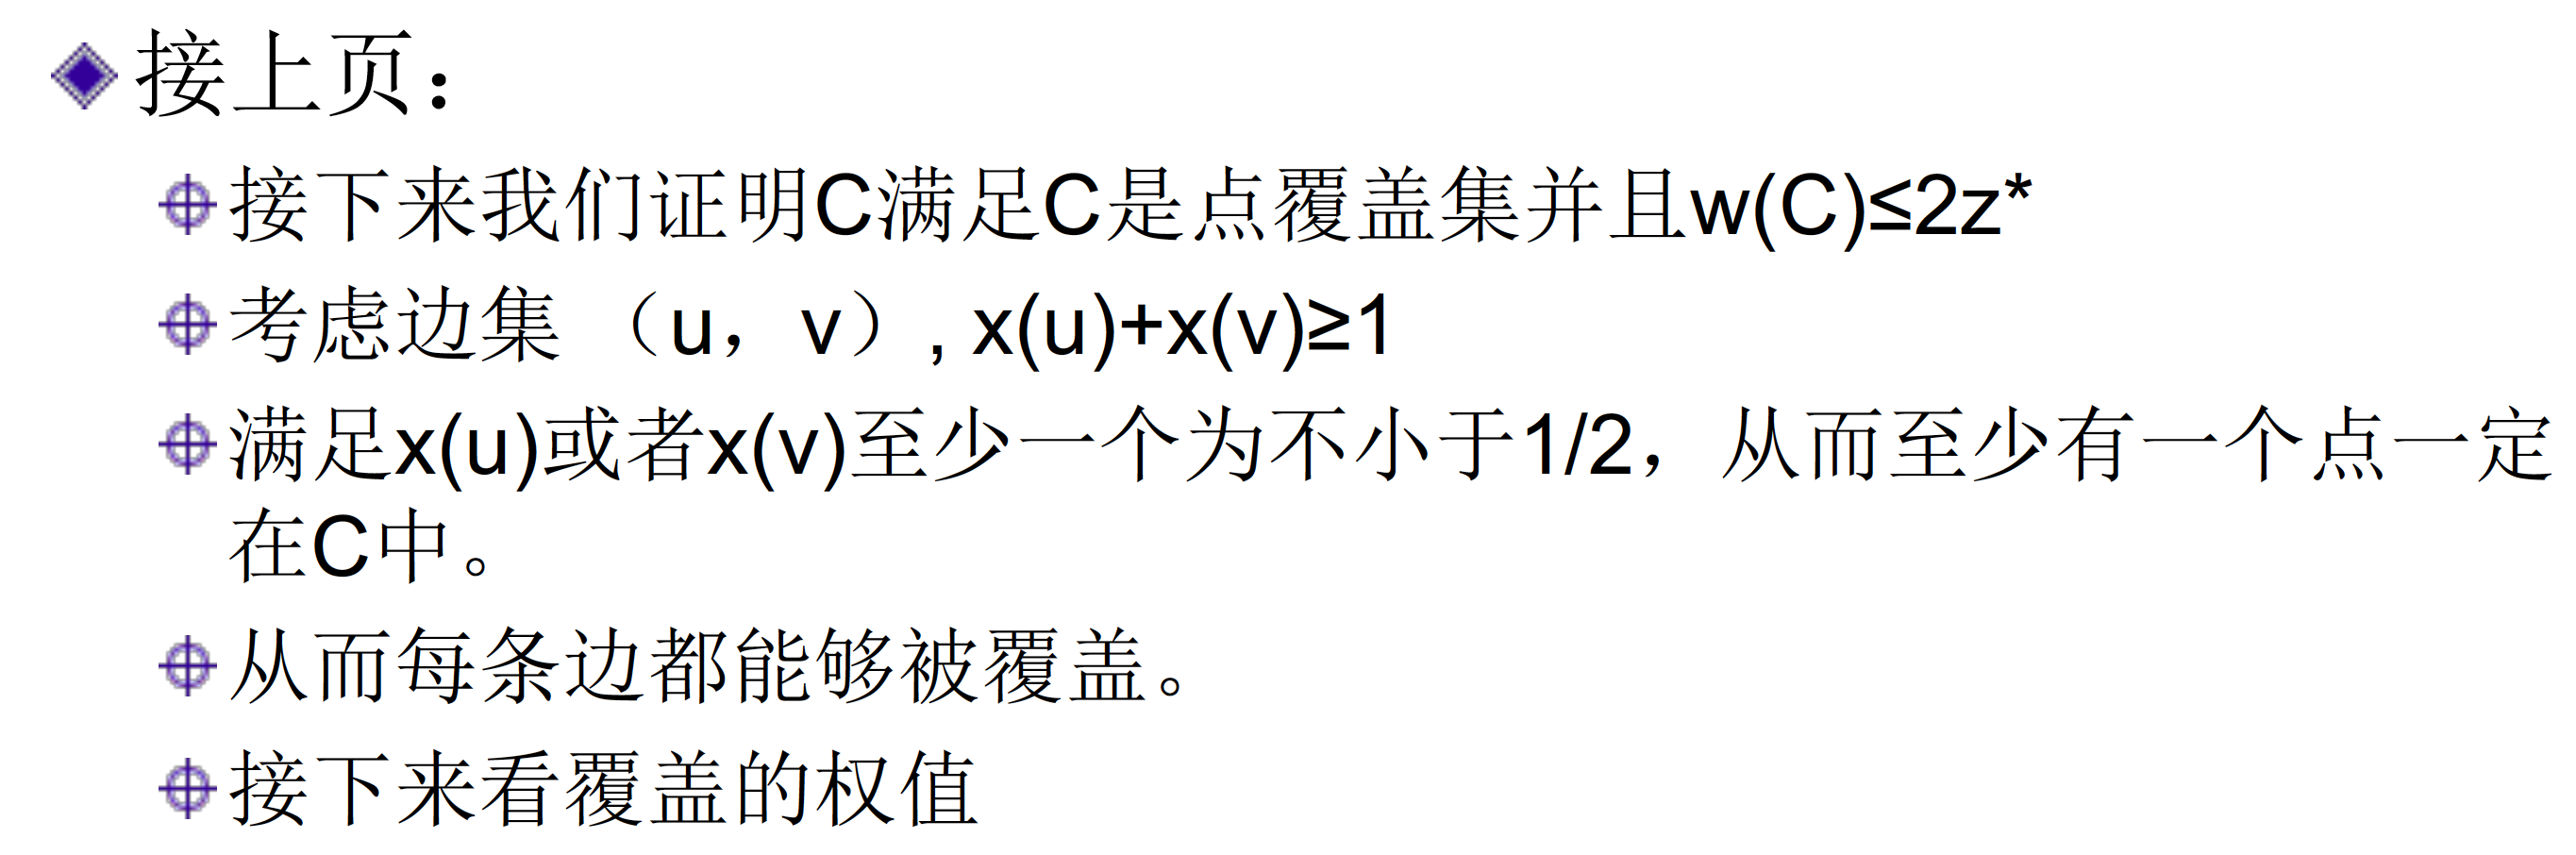 接上页：
接下来我们证明C满足C是点覆盖集并且w(C)≤2z*
考虑边集 （u， v）, x(u)+x(v)≥1
满足x(u)或者x(v)至少一个为不小于1/2，从而至少有一个点一定
在C中。
从而每条边都能够被覆盖。
接下来看覆盖的权值